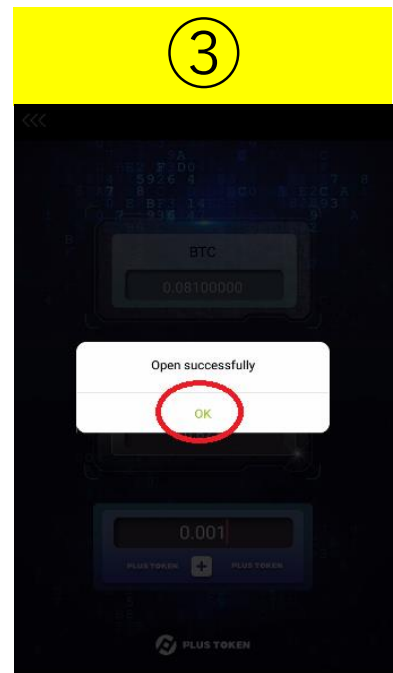 ③
<<<
BTC
0.08100000
Open successfully
OK
0.001
PLUS TOKEN + PLUS TOKEN
PLUS TOKEN